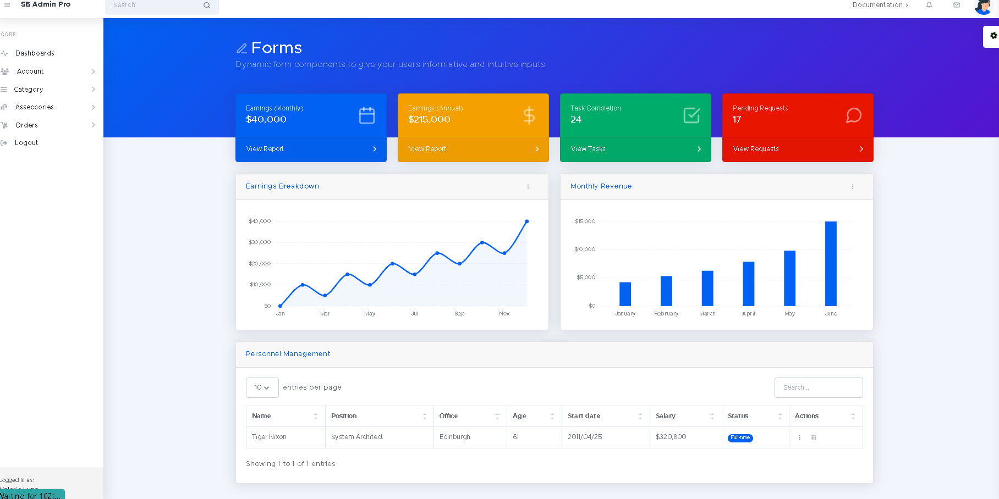 SB Admin Pro
Search
Documentation
CORE
Dashboards
Account
Category
Asseccories
Orders
Logout
Forms
Dynamic form components to give your users informative and intuitive inputs
Earnings (Monthly)
$40,000
View Report
Earnings (Annual)
$215,000
View Report
Task Completion
24
View Tasks
Pending Requests
17
View Requests
Earnings Breakdown
$40,000
$30,000
$20,000
$10,000
$0
Jan Mar May Jul Sep Nov
Monthly Revenue
$15,000
$10,000
$5,000
$0
January February March April May June
Personnel Management
10 entries per page
Search...
Name Position Office Age Start date Salary Status Actions
Tiger Nixon System Architect Edinburgh 61 2011/04/25 $320,800 Full-time
Showing 1 to 1 of 1 entries
Logged in as:
Valerie Luna
Waiting for 102t...